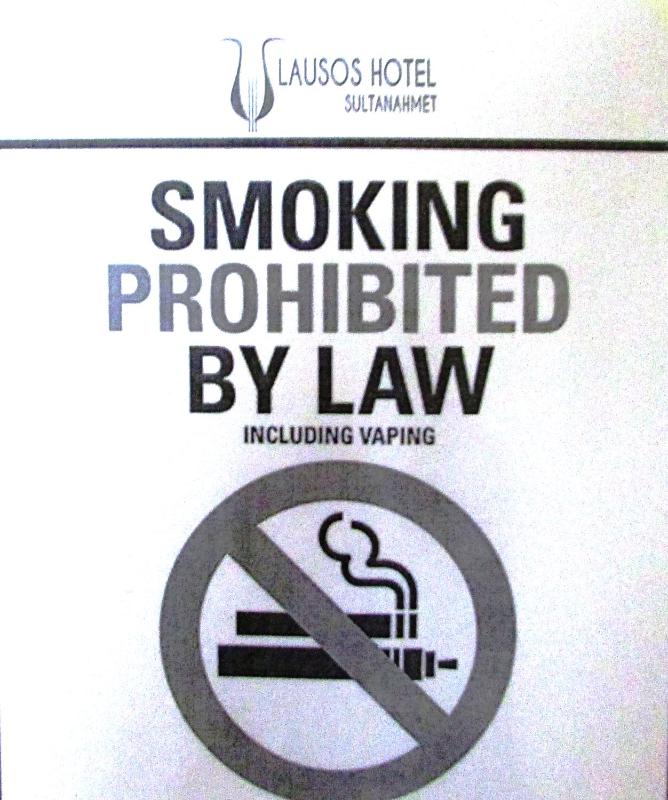 LAUSOS HOTEL
SULTANAHMET
SMOKING
PROHIBITED
BY LAW
INCLUDING VAPING